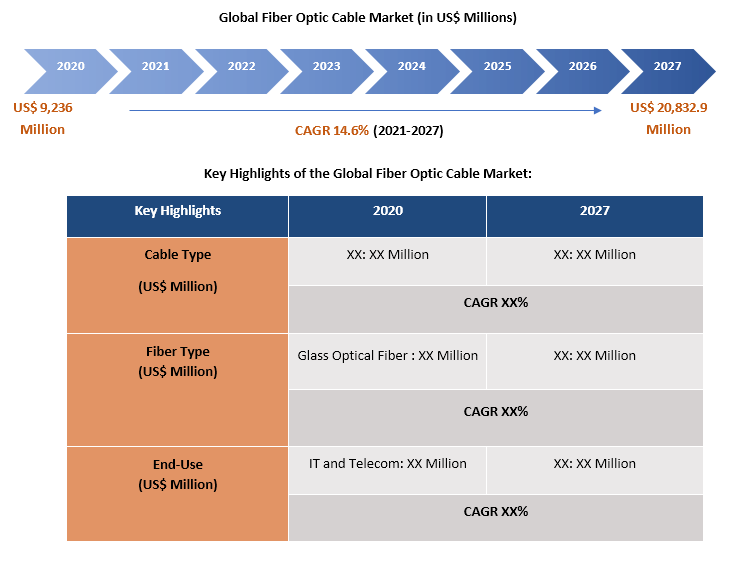 Global Fiber Optic Cable Market (in US$ Millions)
2020 2021 2022 2023 2024 2025 2026 2027
US$ 9,236 Million
US$ 20,832.9 Million
CAGR 14.6% (2021-2027)
Key Highlights of the Global Fiber Optic Cable Market:
Key Highlights 2020 2027
Cable Type
(US$ Million)
XX: XX Million XX: XX Million
CAGR XX%
Fiber Type
(US$ Million)
Glass Optical Fiber : XX Million XX: XX Million
CAGR XX%
End-Use
(US$ Million)
IT and Telecom: XX Million XX: XX Million
CAGR XX%